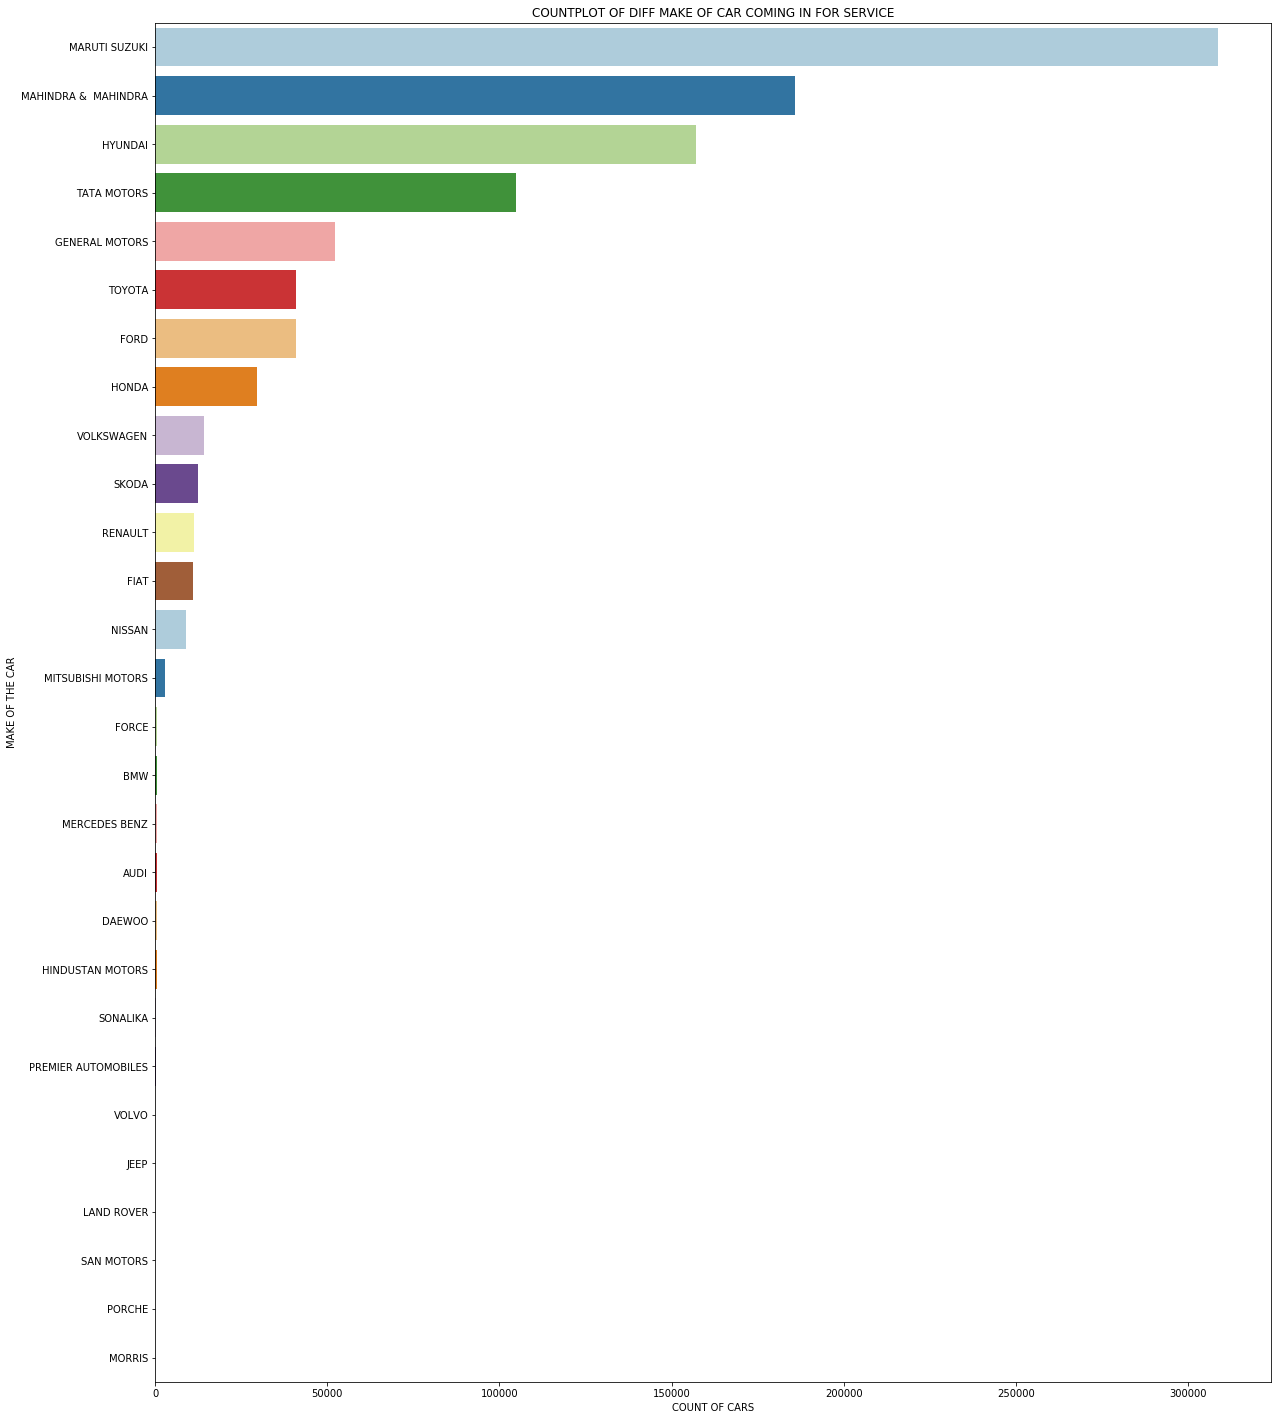 COUNTPLOT OF DIFF MAKE OF CAR COMING IN FOR SERVICE
MARUTI SUZUKI
MAHINDRA &  MAHINDRA
HYUNDAI
TATA MOTORS
GENERAL MOTORS
TOYOTA
FORD
HONDA
VOLKSWAGEN
SKODA
RENAULT
FIAT
NISSAN
MITSUBISHI MOTORS
FORCE
BMW
MERCEDES BENZ
AUDI
DAEWOO
HINDUSTAN MOTORS
SONALIKA
PREMIER AUTOMOBILES
VOLVO
JEEP
LAND ROVER
SAN MOTORS
PORCHE
MORRIS
MAKE OF THE CAR
0 50000 100000 150000 200000 250000 300000
COUNT OF CARS